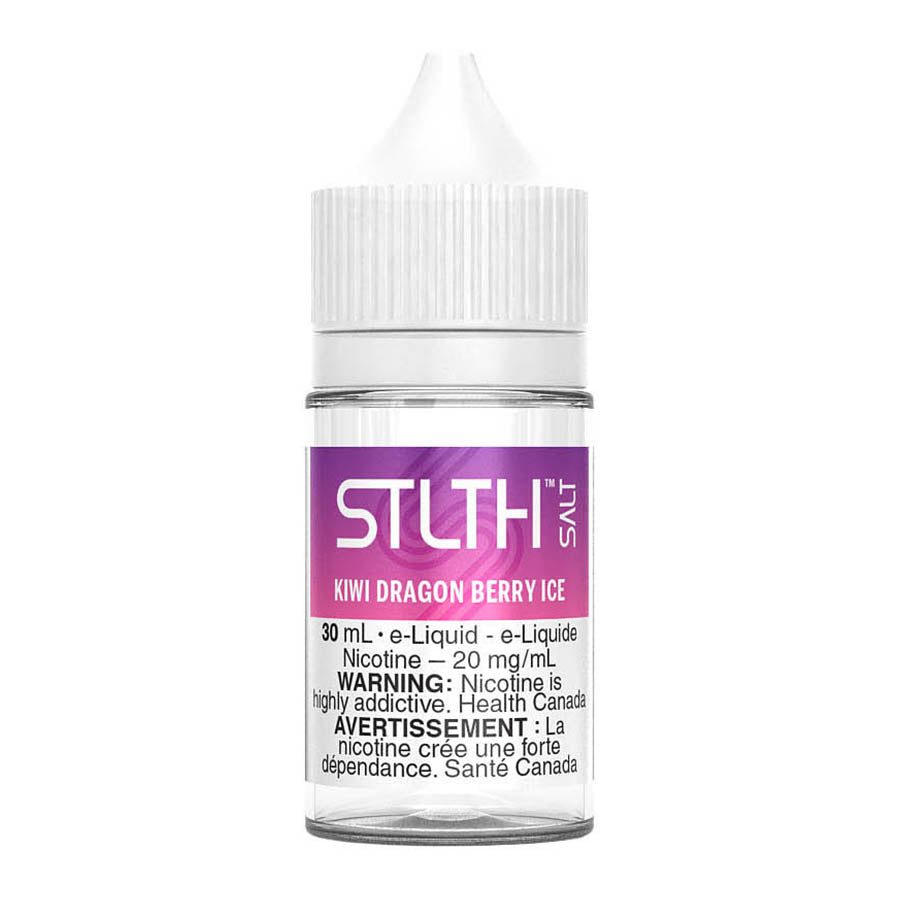 STLTH™ SALT
KIWI DRAGON BERRY ICE
30 mL • e-Liquid - e-Liquide
Nicotine — 20 mg/mL
WARNING: Nicotine is
highly addictive. Health Canada
AVERTISSEMENT : La
nicotine crée une forte
dépendance. Santé Canada